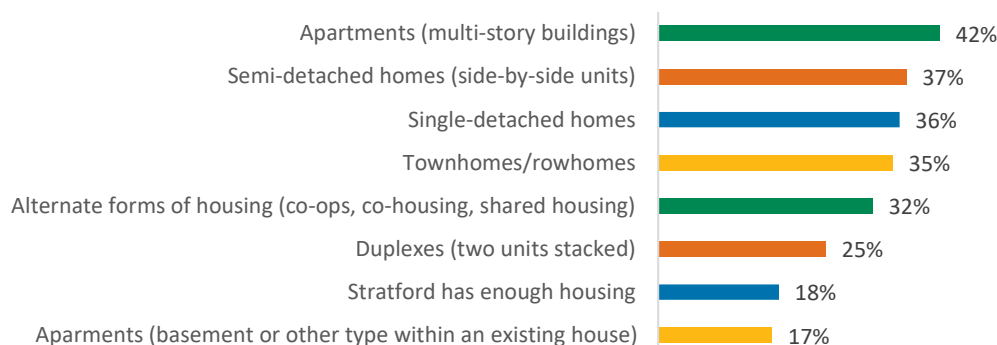 Apartments (multi-story buildings) 42%
Semi-detached homes (side-by-side units) 37%
Single-detached homes 36%
Townhomes/rowhomes 35%
Alternate forms of housing (co-ops, co-housing, shared housing) 32%
Duplexes (two units stacked) 25%
Stratford has enough housing 18%
Aparments (basement or other type within an existing house) 17%